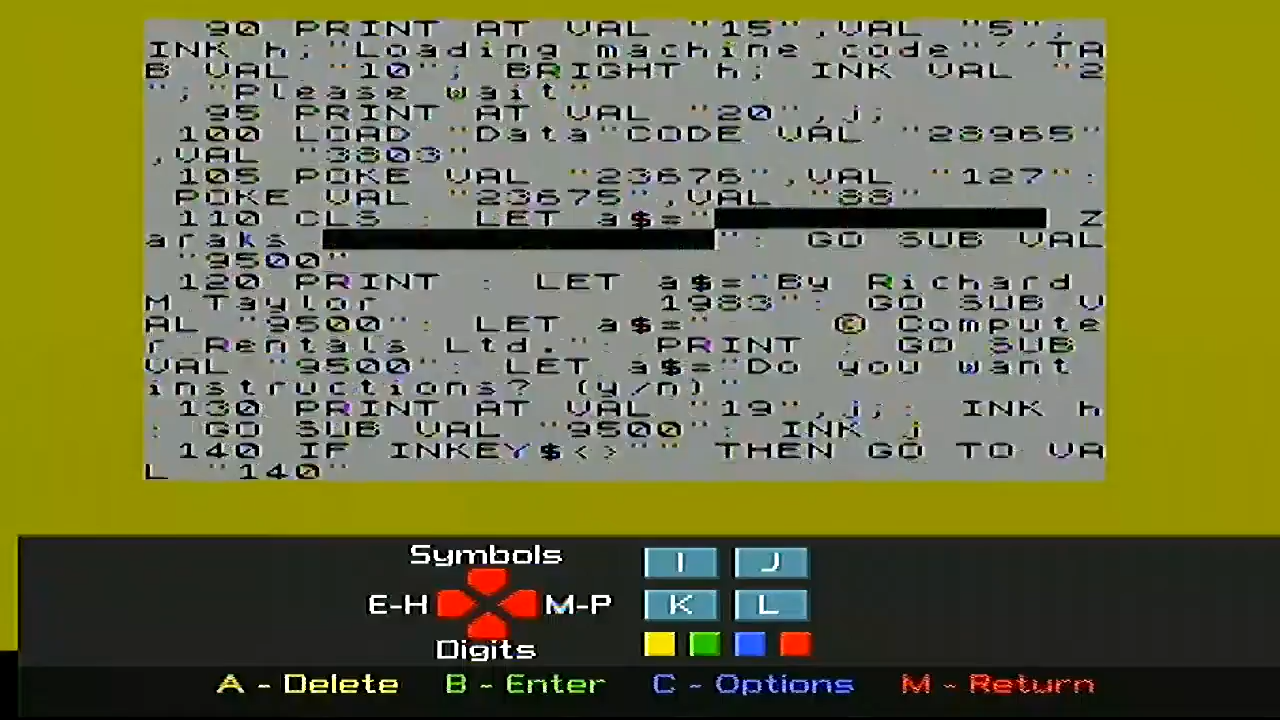 90 PRINT AT VAL "15",VAL "5";
INK h;"Loading machine code"''TA
B VAL "10"; BRIGHT h; INK VAL "2
";"Please wait"
95 PRINT AT VAL "20",j;
100 LOAD "Data"CODE VAL "28965"
,VAL "3803"
105 POKE VAL "23676",VAL "127":
POKE VAL "23675",VAL "88"
110 CLS : LET a$=" Z
araks ": GO SUB VAL
"9500"
120 PRINT : LET a$="By Richard
M Taylor 1983": GO SUB V
AL "9500": LET a$=" © Compute
r Rentals Ltd.": PRINT : GO SUB
VAL "9500": LET a$="Do you want
instructions? (y/n)"
130 PRINT AT VAL "19",j;: INK h
: GO SUB VAL "9500": INK j
140 IF INKEY$<>"" THEN GO TO VA
L "140"
Symbols
E-H M-P
Digits
I J
K L
A - Delete B - Enter C - Options M - Return